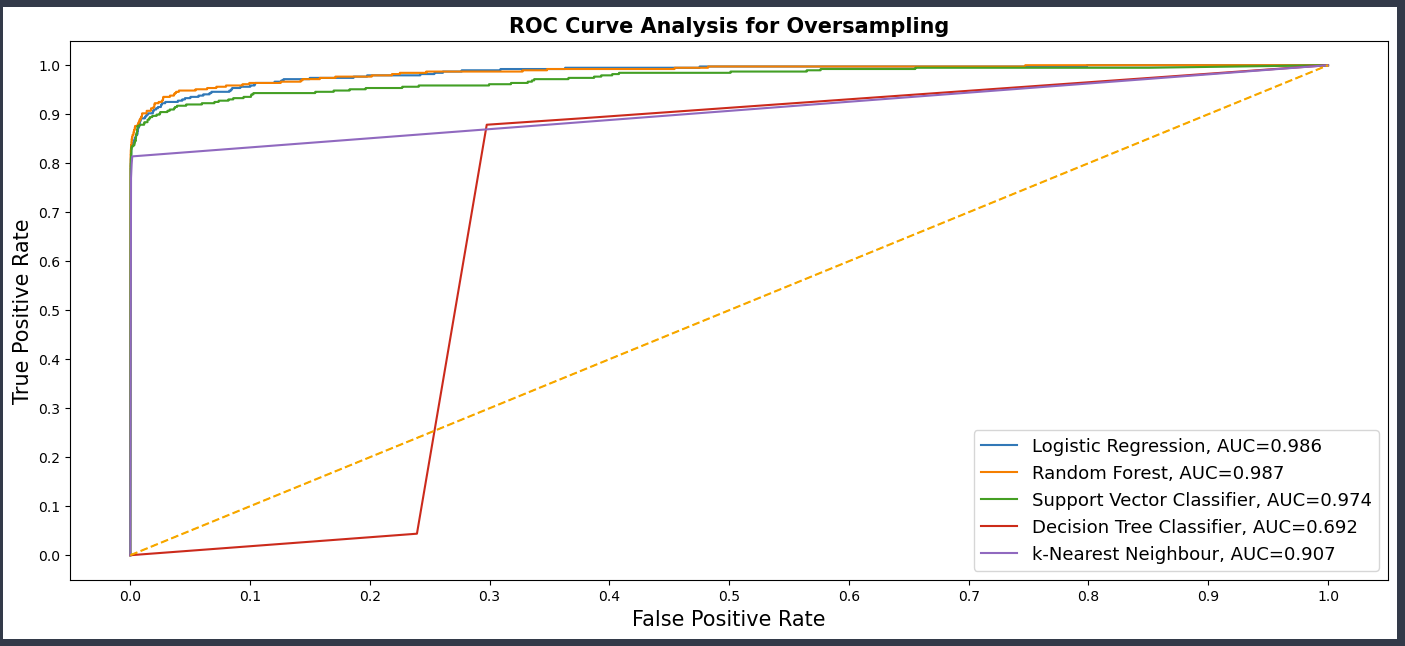 ROC Curve Analysis for Oversampling
True Positive Rate
1.0
0.9
0.8
0.7
0.6
0.5
0.4
0.3
0.2
0.1
0.0
Logistic Regression, AUC=0.986
Random Forest, AUC=0.987
Support Vector Classifier, AUC=0.974
Decision Tree Classifier, AUC=0.692
k-Nearest Neighbour, AUC=0.907
0.0 0.1 0.2 0.3 0.4 0.5 0.6 0.7 0.8 0.9 1.0
False Positive Rate